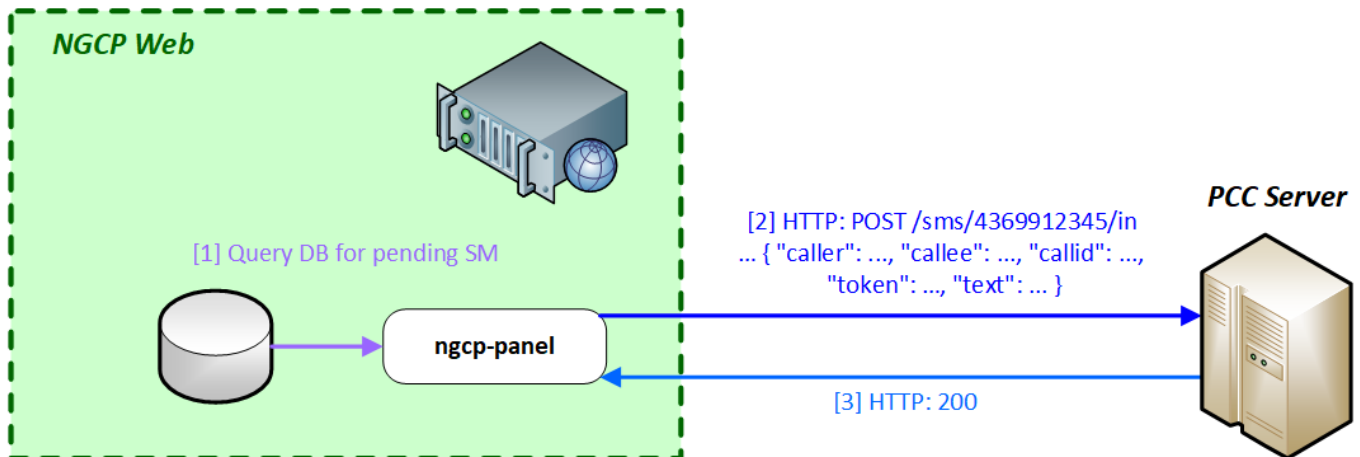 NGCP Web
PCC Server
[2] HTTP: POST /sms/4369912345/in
... { "caller": ..., "callee": ..., "callid": ...,
"token": ..., "text": ... }
[1] Query DB for pending SM
ngcp-panel
[3] HTTP: 200